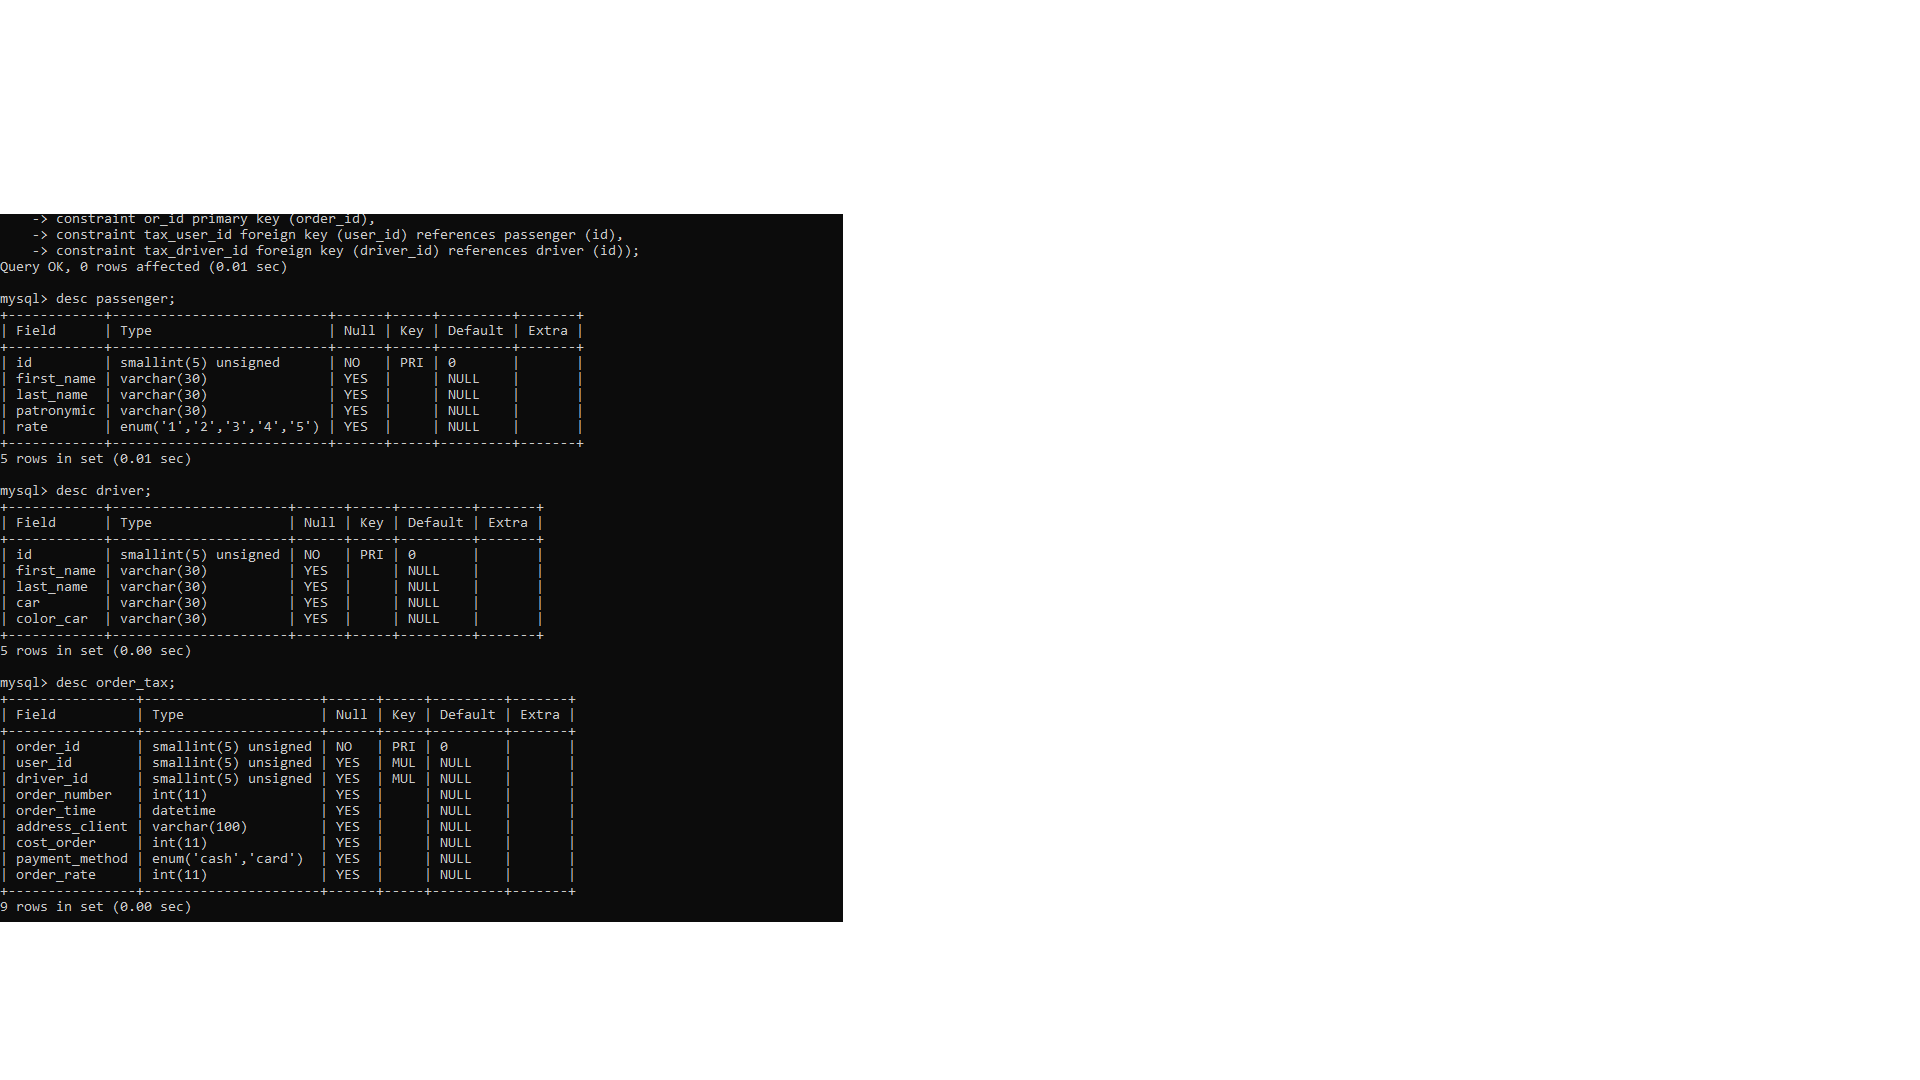 -> constraint or_id primary key (order_id),
    -> constraint tax_user_id foreign key (user_id) references passenger (id),
    -> constraint tax_driver_id foreign key (driver_id) references driver (id));
Query OK, 0 rows affected (0.01 sec)

mysql> desc passenger;
+------------+---------------------------+------+-----+---------+-------+
| Field      | Type                      | Null | Key | Default | Extra |
+------------+---------------------------+------+-----+---------+-------+
| id         | smallint(5) unsigned      | NO   | PRI | 0       |       |
| first_name | varchar(30)               | YES  |     | NULL    |       |
| last_name  | varchar(30)               | YES  |     | NULL    |       |
| patronymic | varchar(30)               | YES  |     | NULL    |       |
| rate       | enum('1','2','3','4','5') | YES  |     | NULL    |       |
+------------+---------------------------+------+-----+---------+-------+
5 rows in set (0.01 sec)

mysql> desc driver;
+------------+----------------------+------+-----+---------+-------+
| Field      | Type                 | Null | Key | Default | Extra |
+------------+----------------------+------+-----+---------+-------+
| id         | smallint(5) unsigned | NO   | PRI | 0       |       |
| first_name | varchar(30)          | YES  |     | NULL    |       |
| last_name  | varchar(30)          | YES  |     | NULL    |       |
| car        | varchar(30)          | YES  |     | NULL    |       |
| color_car  | varchar(30)          | YES  |     | NULL    |       |
+------------+----------------------+------+-----+---------+-------+
5 rows in set (0.00 sec)

mysql> desc order_tax;
+----------------+----------------------+------+-----+---------+-------+
| Field          | Type                 | Null | Key | Default | Extra |
+----------------+----------------------+------+-----+---------+-------+
| order_id       | smallint(5) unsigned | NO   | PRI | 0       |       |
| user_id        | smallint(5) unsigned | YES  | MUL | NULL    |       |
| driver_id      | smallint(5) unsigned | YES  | MUL | NULL    |       |
| order_number   | int(11)              | YES  |     | NULL    |       |
| order_time     | datetime             | YES  |     | NULL    |       |
| address_client | varchar(100)         | YES  |     | NULL    |       |
| cost_order     | int(11)              | YES  |     | NULL    |       |
| payment_method | enum('cash','card')  | YES  |     | NULL    |       |
| order_rate     | int(11)              | YES  |     | NULL    |       |
+----------------+----------------------+------+-----+---------+-------+
9 rows in set (0.00 sec)